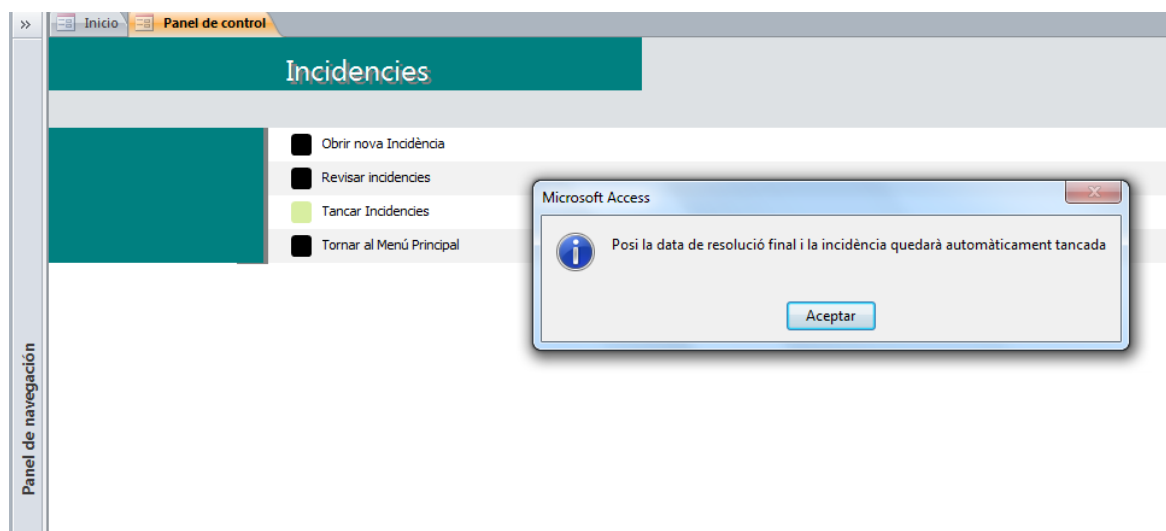 »
Inicio
Panel de control
Incidencies
Obrir nova Incidència
Revisar incidencies
Tancar Incidencies
Tornar al Menú Principal
Microsoft Access
Posi la data de resolució final i la incidència quedarà automàticament tancada
Aceptar
Panel de navegación